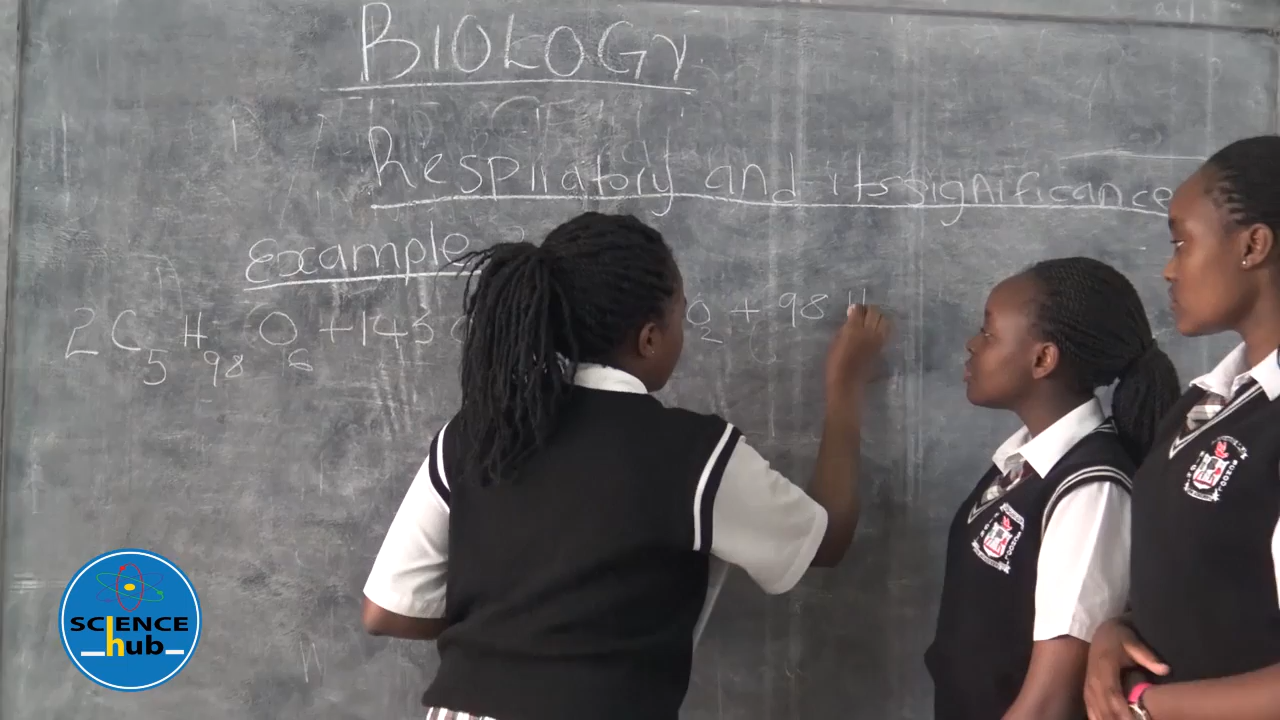 BIOLOGY
Respiratory and its significance
Example
2C5H98O6 + 145 O2 + 98 H
SCIENCE
hub